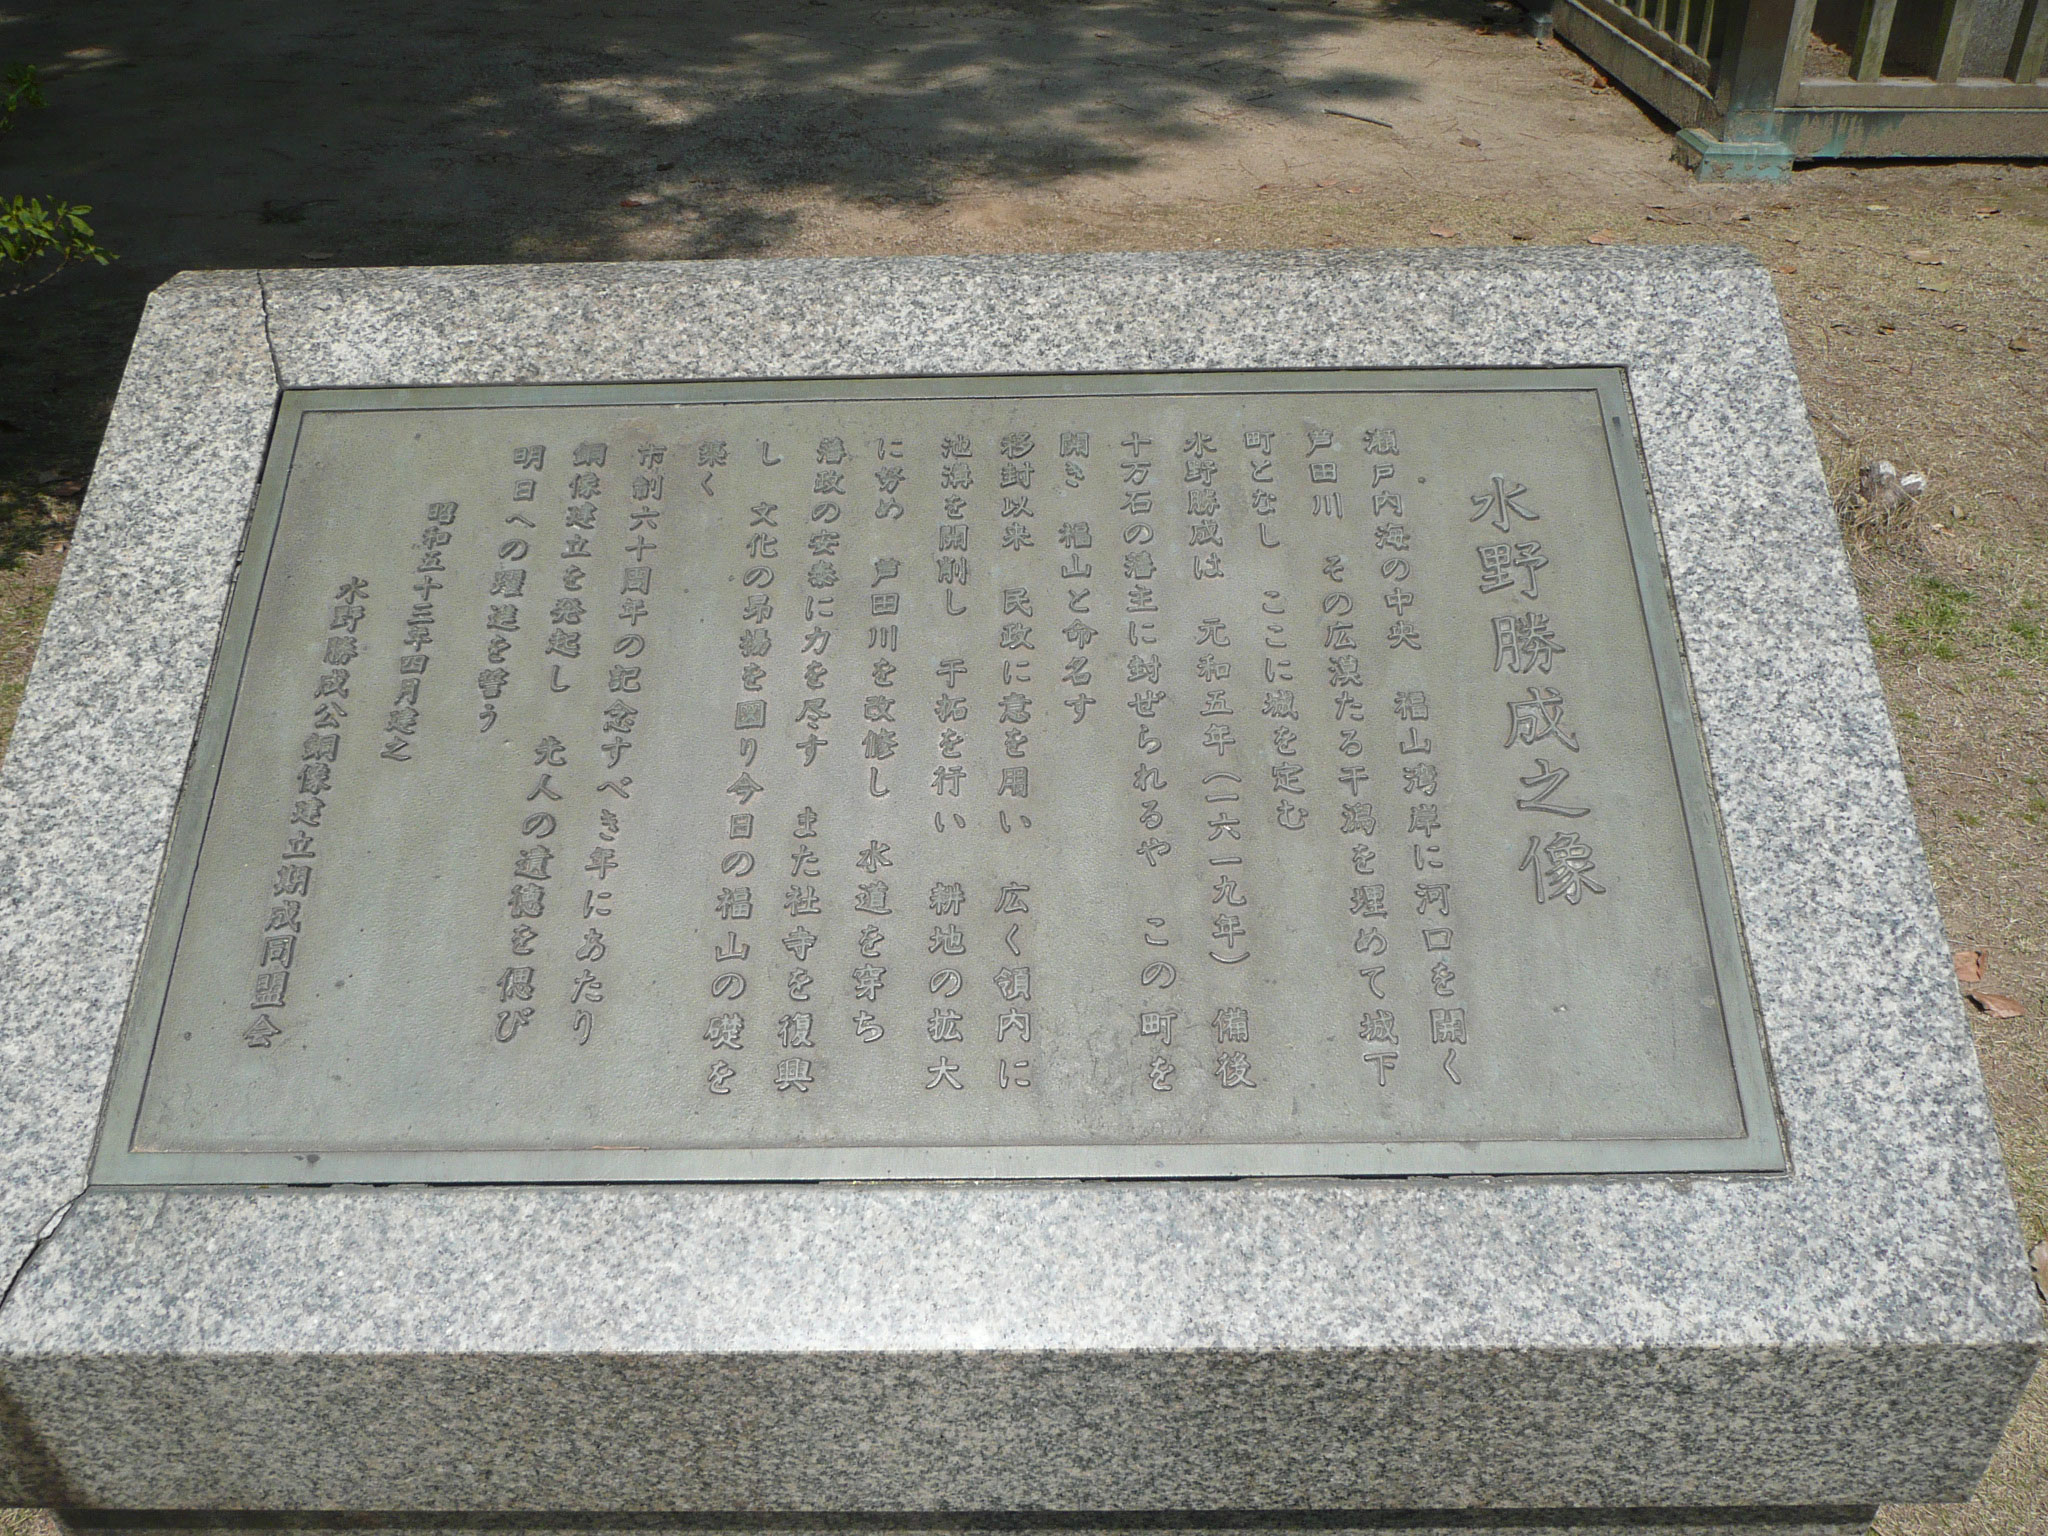 水野勝成之像
瀬戸内海の中央　福山湾岸に河口を開く
芦田川　その広漠たる干潟を埋めて城下
町となし　ここに城を定む
水野勝成は　元和五年（一六一九年）備後
十万石の藩主に封ぜられるや　この町を
開き　福山と命名す
移封以来　民政に意を用い　広く領内に
池溝を開削し　干拓を行い　耕地の拡大
に努め　芦田川を改修し　水道を穿ち
藩政の安泰に力を尽す　また社寺を復興
し　文化の昂揚を図り今日の福山の礎を
築く
市制六十周年の記念すべき年にあたり
銅像建立を発起し　先人の遺徳を偲び
明日への躍進を誓う
昭和五十三年四月建之
水野勝成公銅像建立期成同盟会